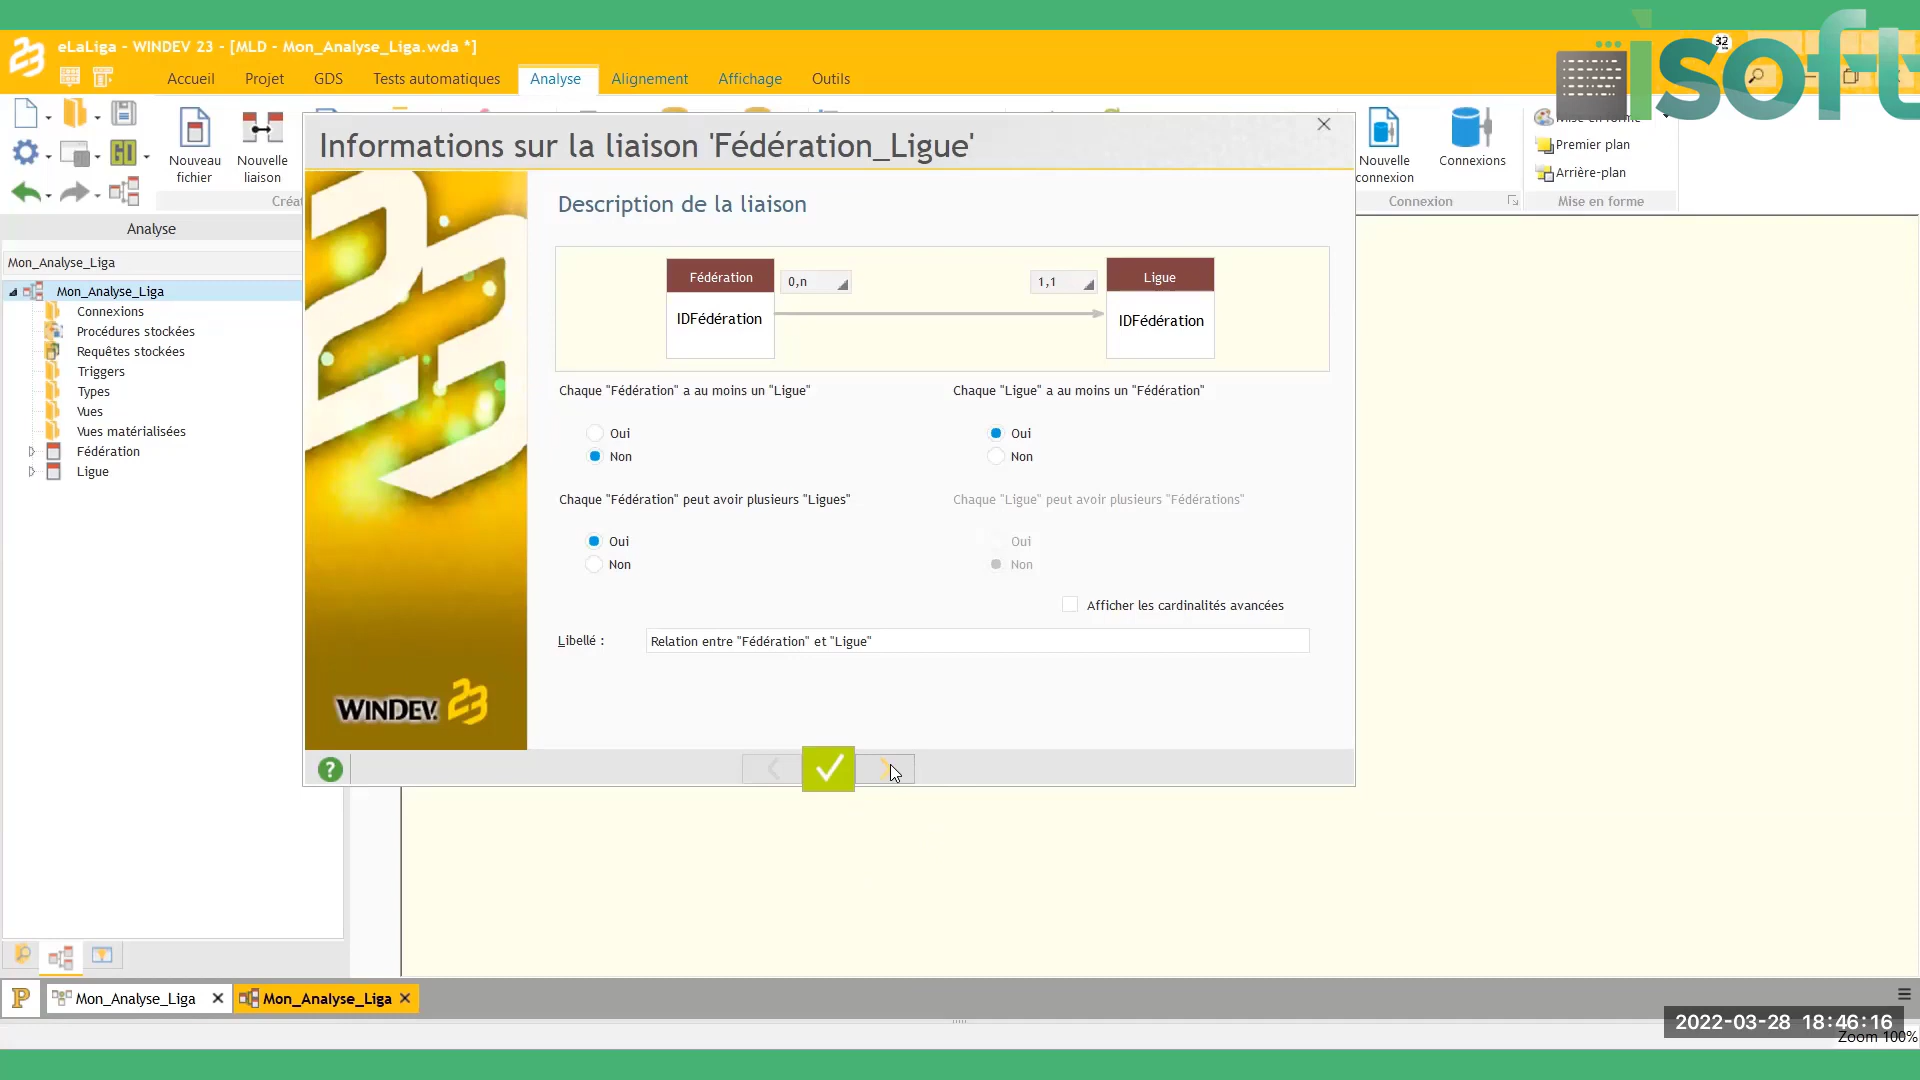 eLaLiga - WINDEV 23 - [MLD - Mon_Analyse_Liga.wda *]
32
isoft
Accueil Projet GDS Tests automatiques Analyse Alignement Affichage Outils
Nouveau fichier
Nouvelle liaison
Créat
Nouvelle connexion
Connexions
Connexion
Mise en forme
Premier plan
Arrière-plan
Mise en forme
Analyse
Mon_Analyse_Liga
Mon_Analyse_Liga
Connexions
Procédures stockées
Requêtes stockées
Triggers
Types
Vues
Vues matérialisées
Fédération
Ligue
Informations sur la liaison 'Fédération_Ligue'
Description de la liaison
Fédération 0,n 1,1 Ligue
IDFédération IDFédération
Chaque "Fédération" a au moins un "Ligue"
Oui
Non
Chaque "Ligue" a au moins un "Fédération"
Oui
Non
Chaque "Fédération" peut avoir plusieurs "Ligues"
Oui
Non
Chaque "Ligue" peut avoir plusieurs "Fédérations"
Oui
Non
Afficher les cardinalités avancées
Libellé : Relation entre "Fédération" et "Ligue"
WINDEV. 23
?
Mon_Analyse_Liga
Mon_Analyse_Liga
2022-03-28 18:46:16
Zoom 100%